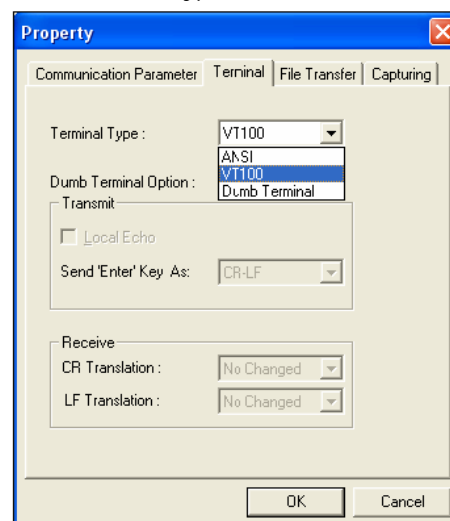 Property
Communication Parameter Terminal File Transfer Capturing
Terminal Type : VT100
ANSI
VT100
Dumb Terminal
Dumb Terminal Option :
Transmit
Local Echo
Send 'Enter' Key As: CR-LF
Receive
CR Translation : No Changed
LF Translation : No Changed
OK Cancel